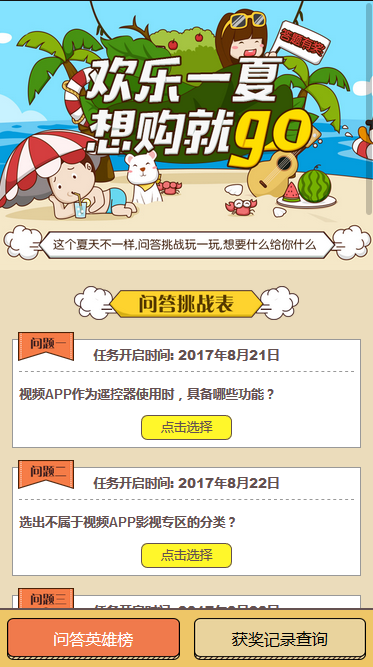 答题有奖
欢乐一夏
想购就go
这个夏天不一样,问答挑战玩一玩,想要什么给你什么
问答挑战表
问题一
任务开启时间: 2017年8月21日
视频APP作为遥控器使用时，具备哪些功能？
点击选择
问题二
任务开启时间: 2017年8月22日
选出不属于视频APP影视专区的分类？
点击选择
问题三
问答英雄榜
获奖记录查询